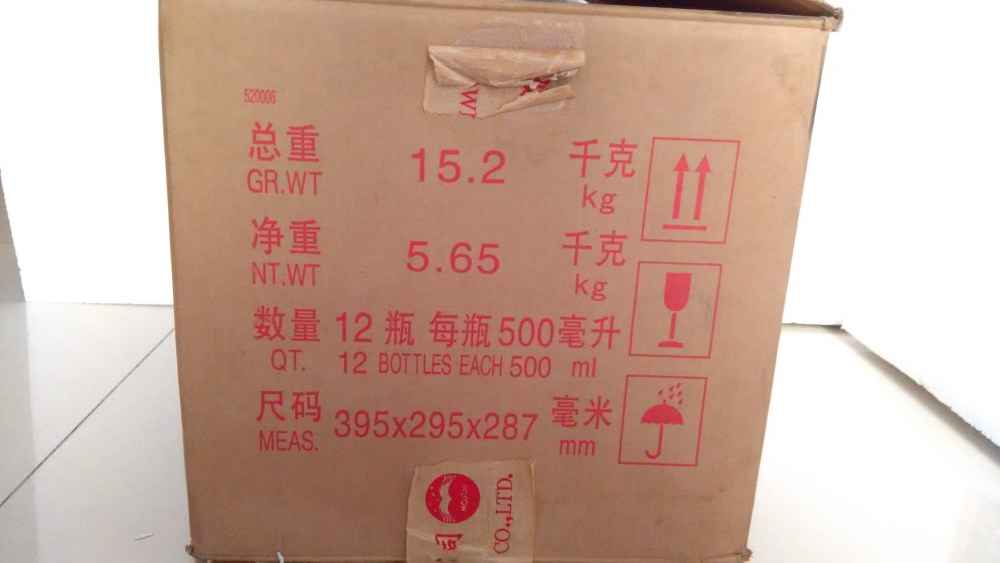 520006
总重 15.2 千克
GR.WT kg
净重 5.65 千克
NT.WT kg
数量 12 瓶 每瓶 500 毫升
QT. 12 BOTTLES EACH 500 ml
尺码 395x295x287 毫米
MEAS. mm
司
CO.,LTD.